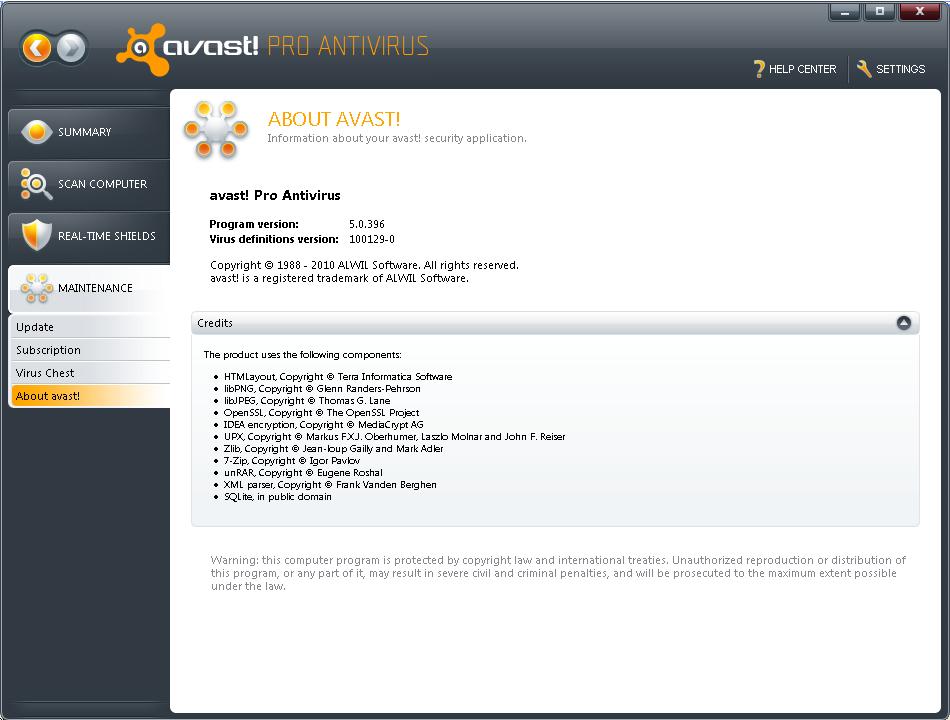 avast! PRO ANTIVIRUS
HELP CENTER
SETTINGS
SUMMARY
SCAN COMPUTER
REAL-TIME SHIELDS
MAINTENANCE
Update
Subscription
Virus Chest
About avast!
ABOUT AVAST!
Information about your avast! security application.
avast! Pro Antivirus
Program version: 5.0.396
Virus definitions version: 100129-0
Copyright © 1988 - 2010 ALWIL Software. All rights reserved.
avast! is a registered trademark of ALWIL Software.
Credits
The product uses the following components:
• HTMLayout, Copyright © Terra Informatica Software
• libPNG, Copyright © Glenn Randers-Pehrson
• libJPEG, Copyright © Thomas G. Lane
• OpenSSL, Copyright © The OpenSSL Project
• IDEA encryption, Copyright © MediaCrypt AG
• UPX, Copyright © Markus F.X.J. Oberhumer, Laszlo Molnar and John F. Reiser
• Zlib, Copyright © Jean-loup Gailly and Mark Adler
• 7-Zip, Copyright © Igor Pavlov
• unRAR, Copyright © Eugene Roshal
• XML parser, Copyright © Frank Vanden Berghen
• SQLite, in public domain
Warning: this computer program is protected by copyright law and international treaties. Unauthorized reproduction or distribution of
this program, or any part of it, may result in severe civil and criminal penalties, and will be prosecuted to the maximum extent possible
under the law.